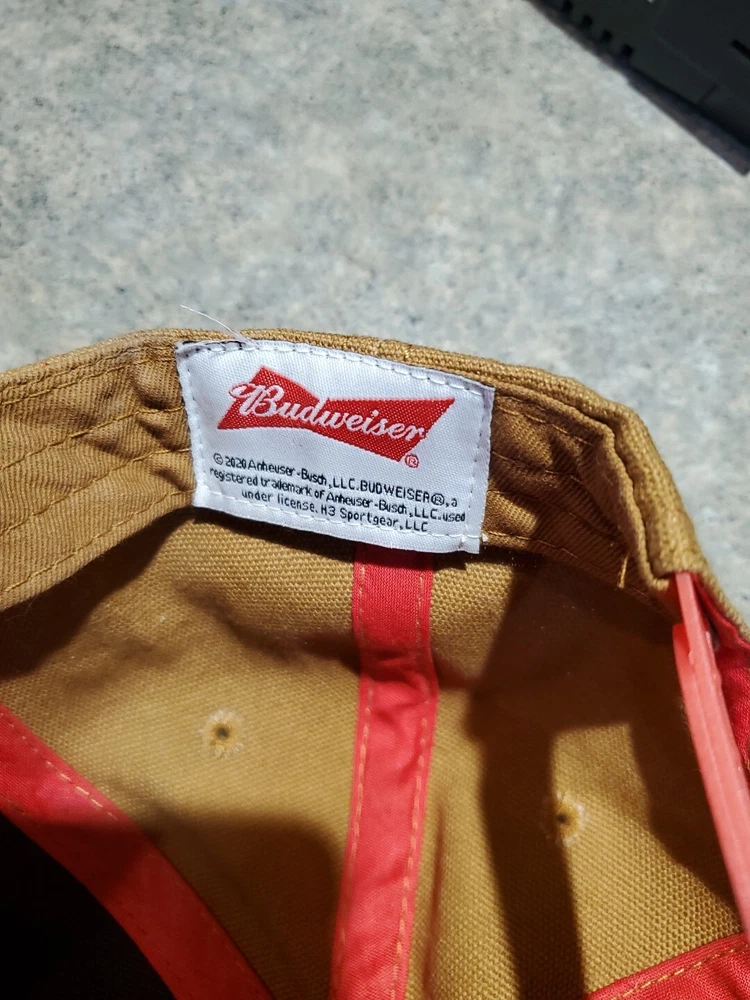 Budweiser®
© 2020 Anheuser-Busch, LLC. BUDWEISER®, a
registered trademark of Anheuser-Busch, LLC. used
under license. H3 Sportgear, LLC